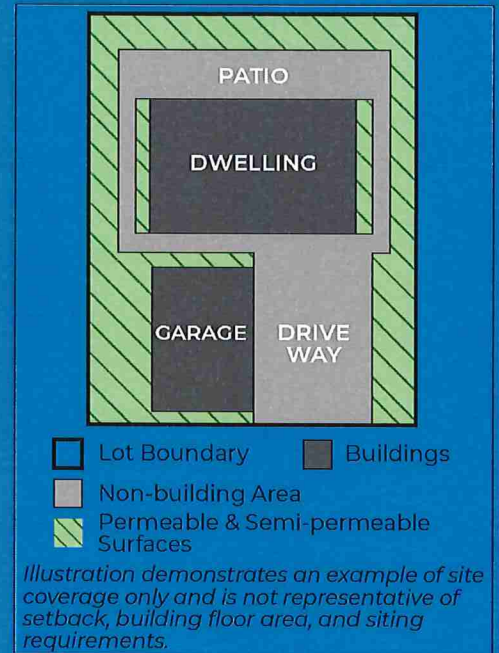 PATIO
DWELLING
GARAGE
DRIVE
WAY
Lot Boundary
Buildings
Non-building Area
Permeable & Semi-permeable
Surfaces
Illustration demonstrates an example of site
coverage only and is not representative of
setback, building floor area, and siting
requirements.